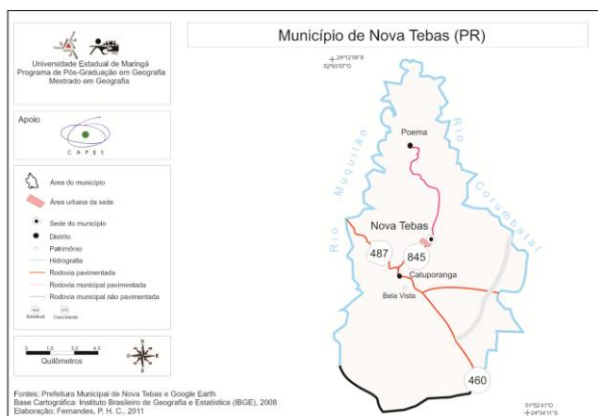 Universidade Estadual de Maringá
Programa de Pós-Graduação em Geografia
Mestrado em Geografia
Apoio
CAPES
Área do município
Área urbana da sede
Sede do município
Distrito
Patrimônio
Hidrografia
Rodovia pavimentada
Rodovia municipal pavimentada
Rodovia municipal não pavimentada
Estadual
Quilômetros
Fontes: Prefeitura Municipal de Nova Tebas e Google Earth
Base Cartográfica: Instituto Brasileiro de Geografia e Estatística (IBGE), 2008
Elaboração: Fernandes, P. H. C., 2011
Município de Nova Tebas (PR)
Poema
Rio Muquilão
Rio Corumbataí
Nova Tebas
487
845
Catuporanga
Bela Vista
460